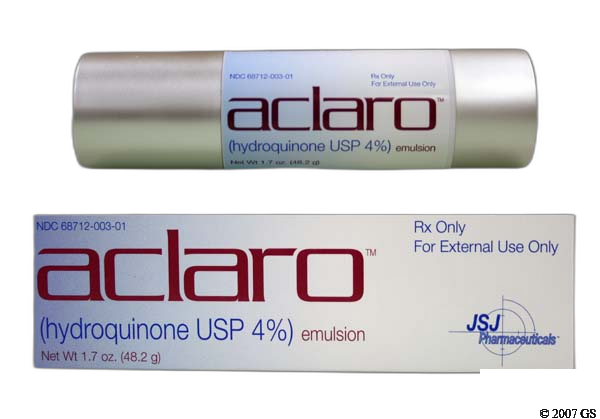 NDC 68712-003-01
Rx Only
For External Use Only
aclaro™
(hydroquinone USP 4%) emulsion
Net Wt 1.7 oz. (48.2 g)
NDC 68712-003-01
Rx Only
For External Use Only
aclaro™
(hydroquinone USP 4%) emulsion
Net Wt 1.7 oz. (48.2 g)
JSJ
Pharmaceuticals™
© 2007 GS